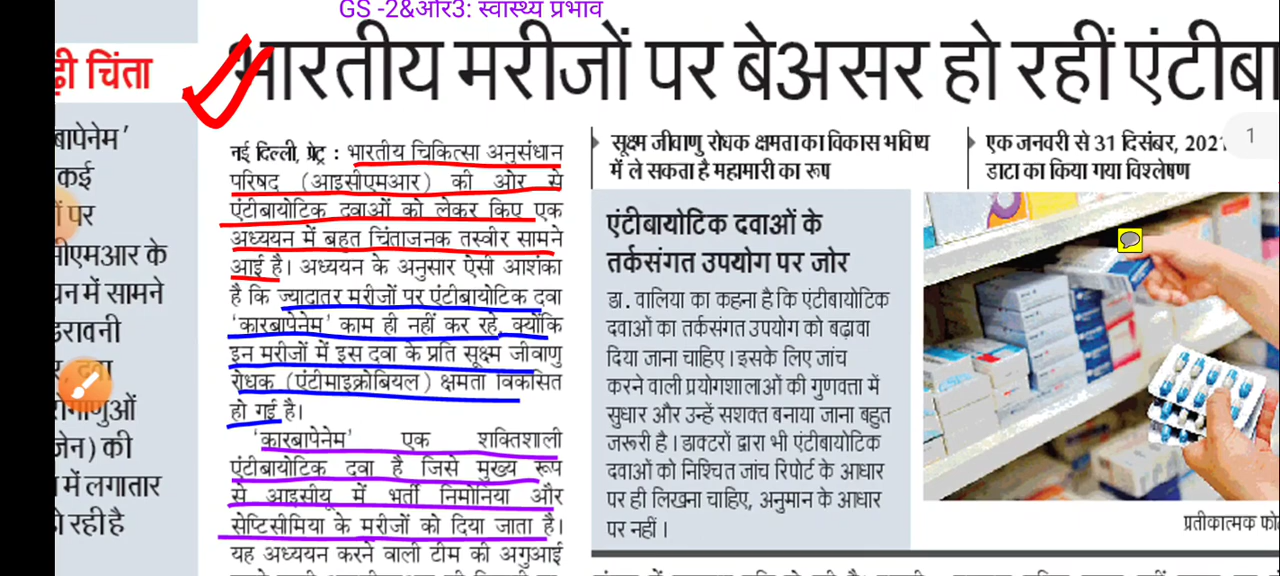 GS -2&और3: स्वास्थ्य प्रभाव
भारतीय मरीजों पर बेअसर हो रहीं एंटीबा
ढ़ी चिंता
बापेनेम'
कई
ों पर
सीएमआर के
यन में सामने
डरावनी
र दवा
रोगाणुओं
जेन) की
में लगातार
हो रही है
नई दिल्ली, प्रेट्र : भारतीय चिकित्सा अनुसंधान
परिषद (आइसीएमआर) की ओर से
एंटीबायोटिक दवाओं को लेकर किए एक
अध्ययन में बहुत चिंताजनक तस्वीर सामने
आई है। अध्ययन के अनुसार ऐसी आशंका
है कि ज्यादातर मरीजों पर एंटीबायोटिक दवा
'कारबापेनेम' काम ही नहीं कर रहे, क्योंकि
इन मरीजों में इस दवा के प्रति सूक्ष्म जीवाणु
रोधक (एंटीमाइक्रोबियल) क्षमता विकसित
हो गई है।
'कारबापेनेम' एक शक्तिशाली
एंटीबायोटिक दवा है जिसे मुख्य रूप
से आइसीयू में भर्ती निमोनिया और
सेप्टिसीमिया के मरीजों को दिया जाता है।
यह अध्ययन करने वाली टीम की अगुआई
सूक्ष्म जीवाणु रोधक क्षमता का विकास भविष्य
में ले सकता है महामारी का रूप
एक जनवरी से 31 दिसंबर, 2021
डाटा का किया गया विश्लेषण
1
एंटीबायोटिक दवाओं के
तर्कसंगत उपयोग पर जोर
डा. वालिया का कहना है कि एंटीबायोटिक
दवाओं का तर्कसंगत उपयोग को बढ़ावा
दिया जाना चाहिए। इसके लिए जांच
करने वाली प्रयोगशालाओं की गुणवत्ता में
सुधार और उन्हें सशक्त बनाया जाना बहुत
जरूरी है। डाक्टरों द्वारा भी एंटीबायोटिक
दवाओं को निश्चित जांच रिपोर्ट के आधार
पर ही लिखना चाहिए, अनुमान के आधार
पर नहीं।
प्रतीकात्मक फो